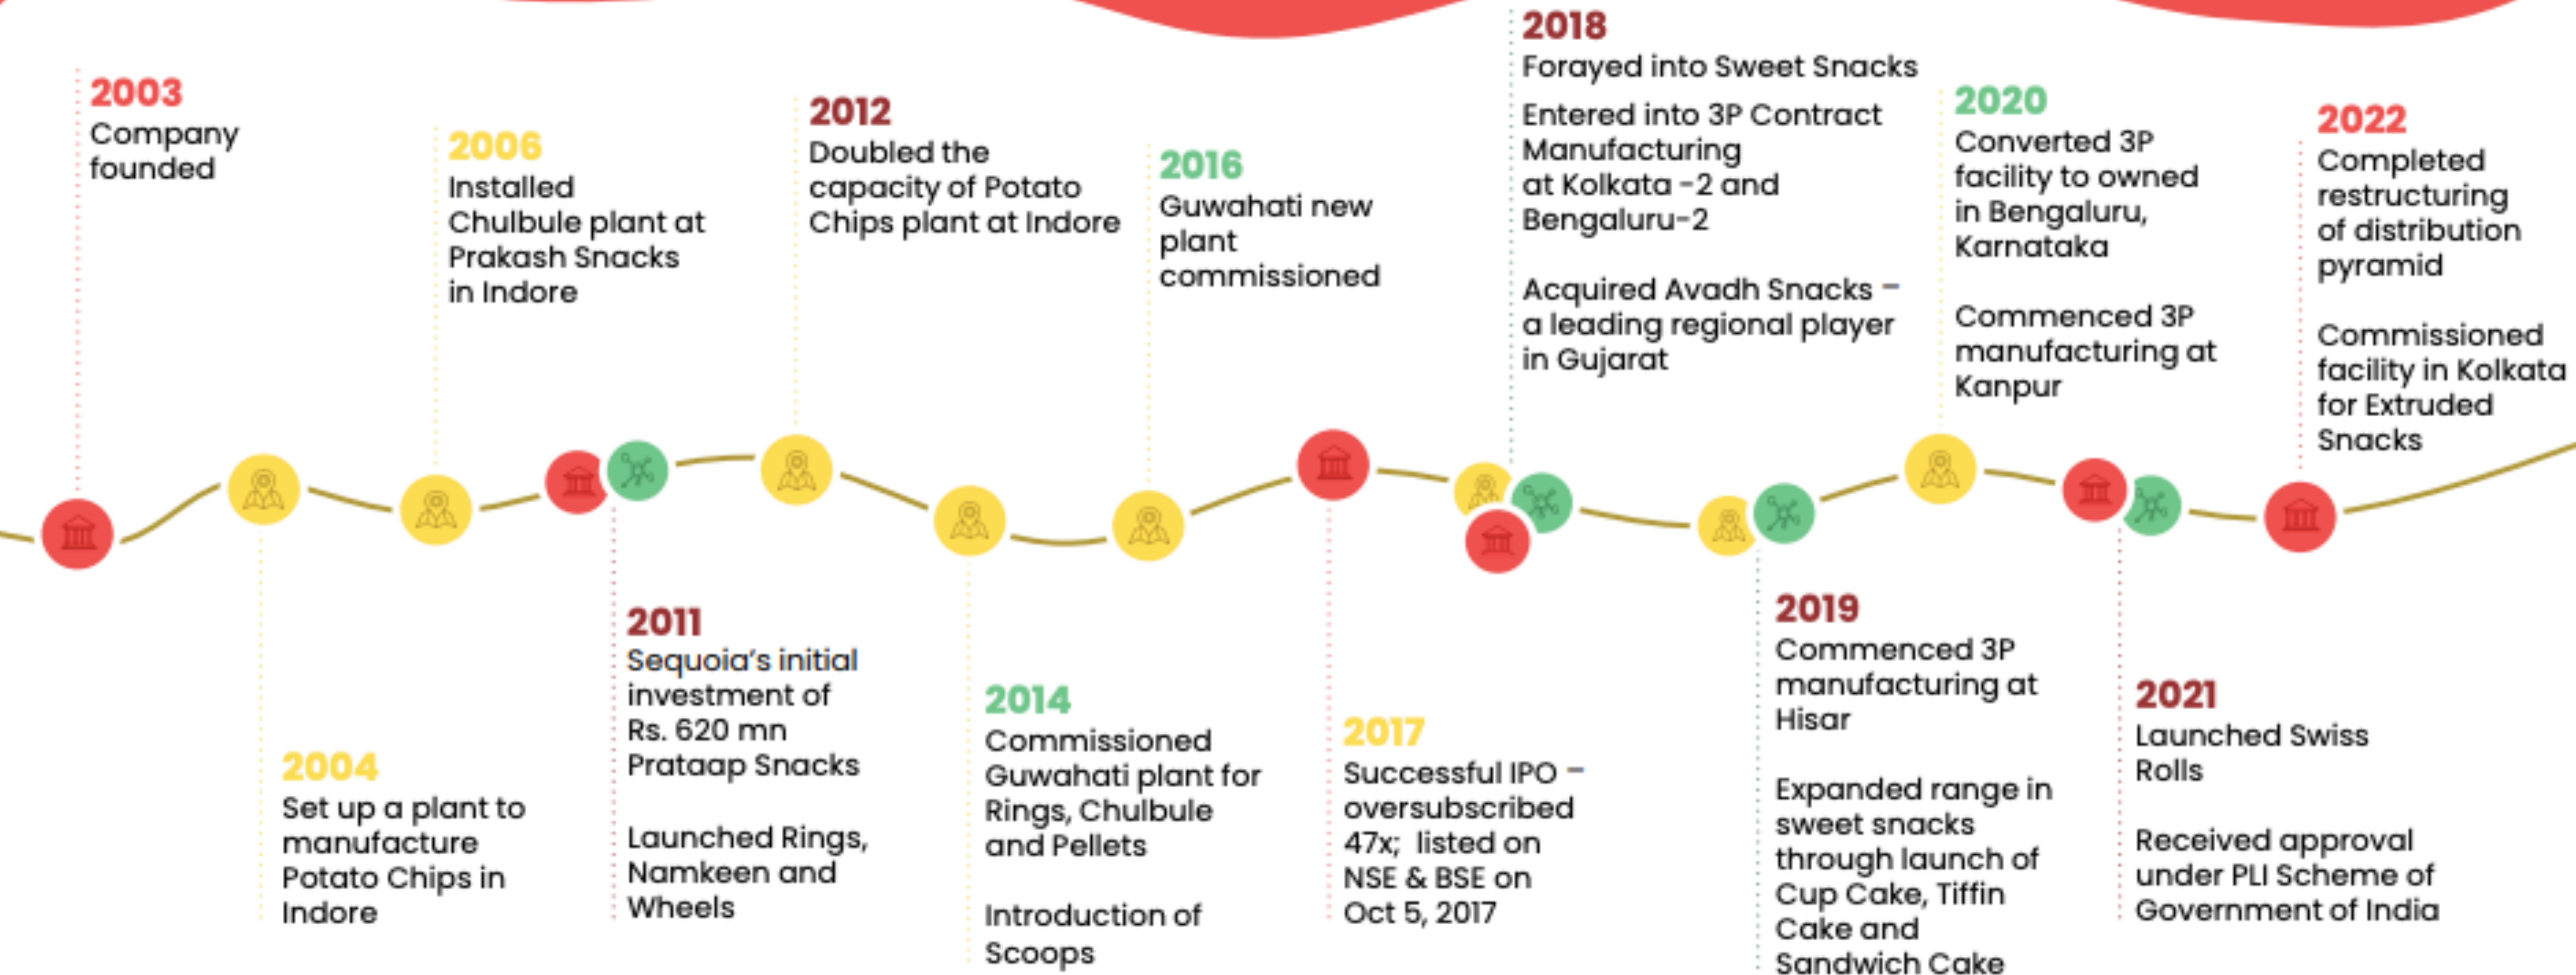 2003
Company
founded
2004
Set up a plant to
manufacture
Potato Chips in
Indore
2006
Installed
Chulbule plant at
Prakash Snacks
in Indore
2011
Sequoia’s initial
investment of
Rs. 620 mn
Prataap Snacks
Launched Rings,
Namkeen and
Wheels
2012
Doubled the
capacity of Potato
Chips plant at Indore
2014
Commissioned
Guwahati plant for
Rings, Chulbule
and Pellets
Introduction of
Scoops
2016
Guwahati new
plant
commissioned
2017
Successful IPO –
oversubscribed
47x; listed on
NSE & BSE on
Oct 5, 2017
2018
Forayed into Sweet Snacks
Entered into 3P Contract
Manufacturing
at Kolkata -2 and
Bengaluru-2
Acquired Avadh Snacks –
a leading regional player
in Gujarat
2019
Commenced 3P
manufacturing at
Hisar
Expanded range in
sweet snacks
through launch of
Cup Cake, Tiffin
Cake and
Sandwich Cake
2020
Converted 3P
facility to owned
in Bengaluru,
Karnataka
Commenced 3P
manufacturing at
Kanpur
2021
Launched Swiss
Rolls
Received approval
under PLI Scheme of
Government of India
2022
Completed
restructuring
of distribution
pyramid
Commissioned
facility in Kolkata
for Extruded
Snacks